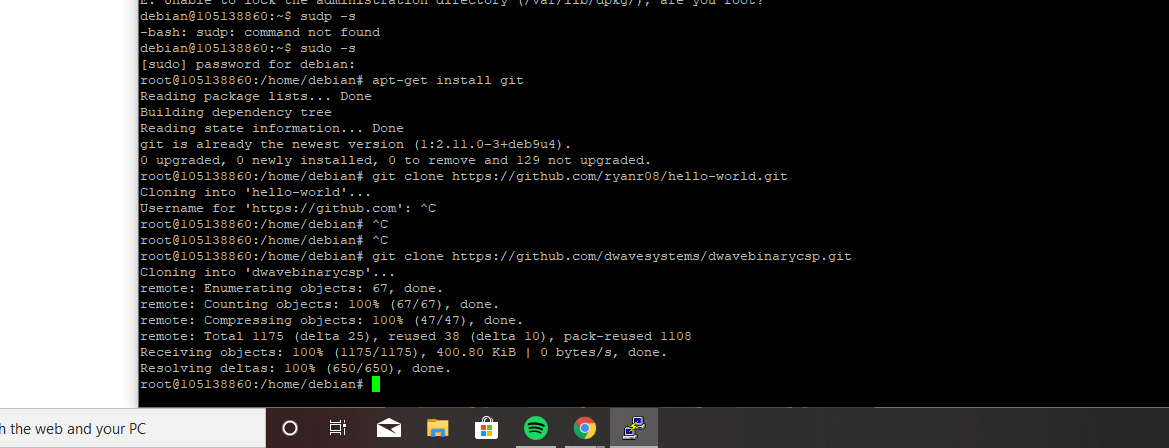 E: Unable to lock the administration directory (/var/lib/dpkg/), are you root?
debian@105138860:~$ sudp -s
-bash: sudp: command not found
debian@105138860:~$ sudo -s
[sudo] password for debian:
root@105138860:/home/debian# apt-get install git
Reading package lists... Done
Building dependency tree
Reading state information... Done
git is already the newest version (1:2.11.0-3+deb9u4).
0 upgraded, 0 newly installed, 0 to remove and 129 not upgraded.
root@105138860:/home/debian# git clone https://github.com/ryanr08/hello-world.git
Cloning into 'hello-world'...
Username for 'https://github.com': ^C
root@105138860:/home/debian# ^C
root@105138860:/home/debian# ^C
root@105138860:/home/debian# git clone https://github.com/dwavesystems/dwavebinarycsp.git
Cloning into 'dwavebinarycsp'...
remote: Enumerating objects: 67, done.
remote: Counting objects: 100% (67/67), done.
remote: Compressing objects: 100% (47/47), done.
remote: Total 1175 (delta 25), reused 38 (delta 10), pack-reused 1108
Receiving objects: 100% (1175/1175), 400.80 KiB | 0 bytes/s, done.
Resolving deltas: 100% (650/650), done.
root@105138860:/home/debian#
h the web and your PC